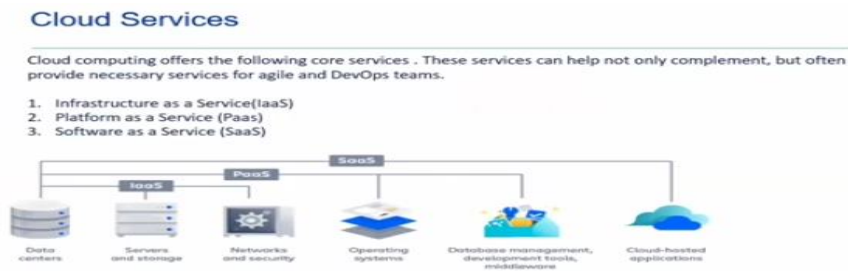 Cloud Services
Cloud computing offers the following core services . These services can help not only complement, but often
provide necessary services for agile and DevOps teams.
1. Infrastructure as a Service(IaaS)
2. Platform as a Service (Paas)
3. Software as a Service (SaaS)
SaaS
PaaS
IaaS
Data
centers
Servers
and storage
Networks
and security
Operating
systems
Database management,
development tools,
middleware
Cloud-hosted
applications